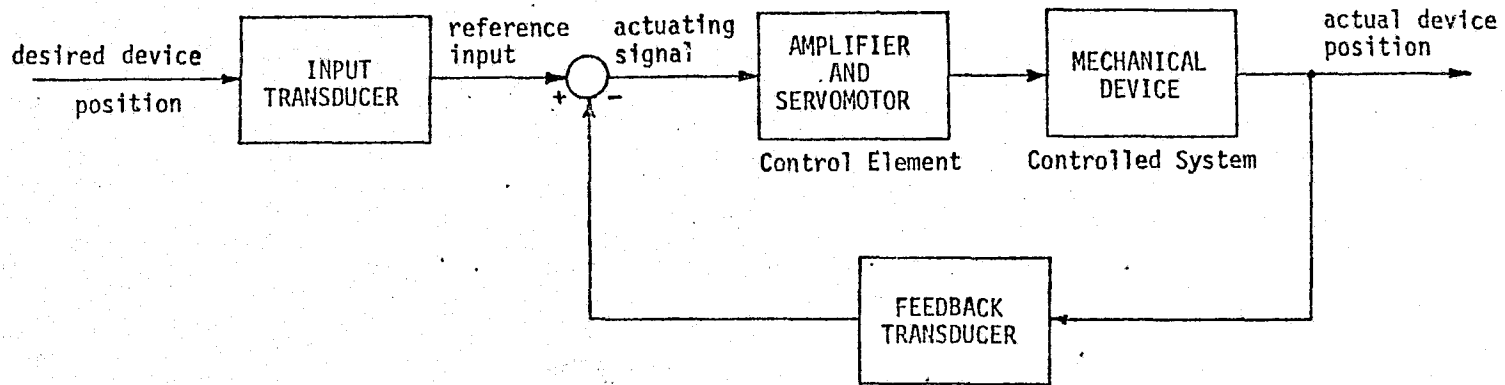 desired device
position
INPUT
TRANSDUCER
reference
input
+
-
actuating
signal
AMPLIFIER
AND
SERVOMOTOR
Control Element
MECHANICAL
DEVICE
Controlled System
actual device
position
FEEDBACK
TRANSDUCER